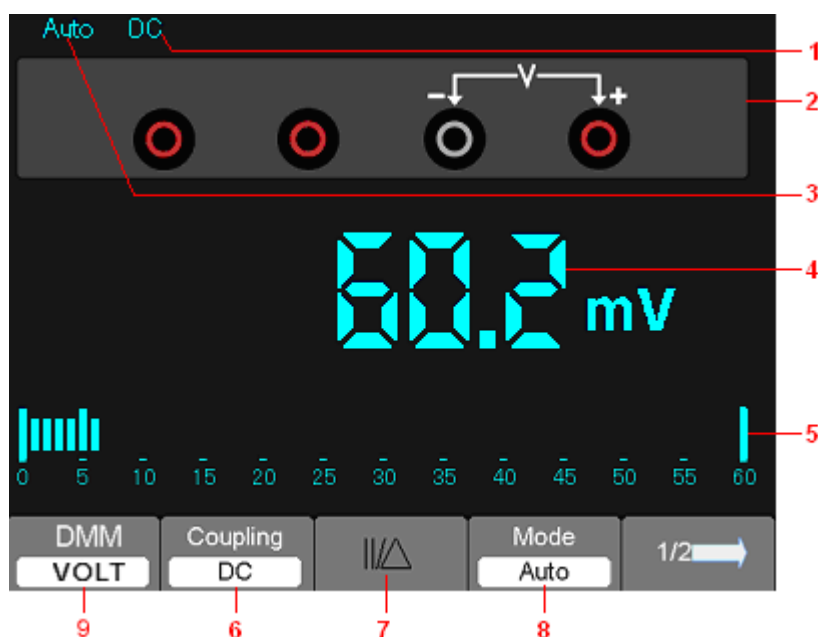 Auto DC
1
2
- V +
3
60.2 mV
4
5
0 5 10 15 20 25 30 35 40 45 50 55 60
DMM Coupling II/△ Mode 1/2
VOLT DC Auto
9 6 7 8